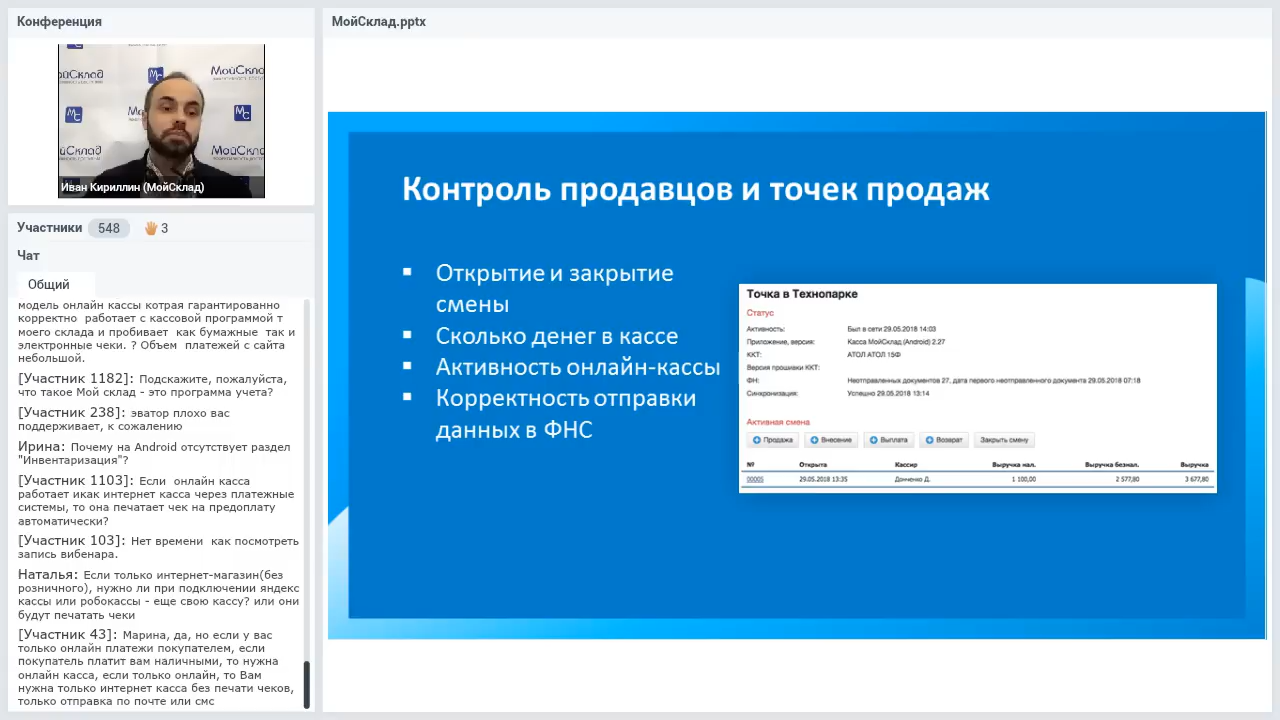 Конференция
МойСклад
МойСклад
МойСклад
МойСклад
Иван Кириллин (МойСклад)
Участники 548 3
Чат
Общий
модель онлайн кассы котрая гарантированно
корректно работает с кассовой программой т
моего склада и пробивает как бумажные так и
электронные чеки. ? Объем платежей с сайта
небольшой.
[Участник 1182]: Подскажите, пожалуйста,
что такое Мой склад - это программа учета?
[Участник 238]: эватор плохо вас
поддерживает, к сожалению
Ирина: Почему на Android отсутствует раздел
"Инвентаризация"?
[Участник 1103]: Если онлайн касса
работает икак интернет касса через платежные
системы, то она печатает чек на предоплату
автоматически?
[Участник 103]: Нет времени как посмотреть
запись вибенара.
Наталья: Если только интернет-магазин(без
розничного), нужно ли при подключении яндекс
кассы или робокассы - еще свою кассу? или они
будут печатать чеки
[Участник 43]: Марина, да, но если у вас
только онлайн платежи покупателем, если
покупатель платит вам наличными, то нужна
онлайн касса, если только онлайн, то Вам
нужна только интернет касса без печати чеков,
только отправка по почте или смс
МойСклад.pptx
Контроль продавцов и точек продаж
Открытие и закрытие
смены
Сколько денег в кассе
Активность онлайн-кассы
Корректность отправки
данных в ФНС
Точка в Технопарке
Статус
Активность: Был в сети 29.05.2018 14:03
Приложение, версия: Касса МойСклад (Android) 2.27
ККТ: АТОЛ АТОЛ 15Ф
Версия прошивки ККТ:
ФН: Неотправленных документов 27, дата первого неотправленного документа 29.05.2018 07:18
Синхронизация: Успешно 29.05.2018 13:14
Активная смена
Продажа Внесение Выплата Возврат Закрыть смену
№ Открыта Кассир Выручка нал. Выручка безнал. Выручка
00005 29.05.2018 13:35 Донченко Д. 1 100,00 2 577,80 3 677,80